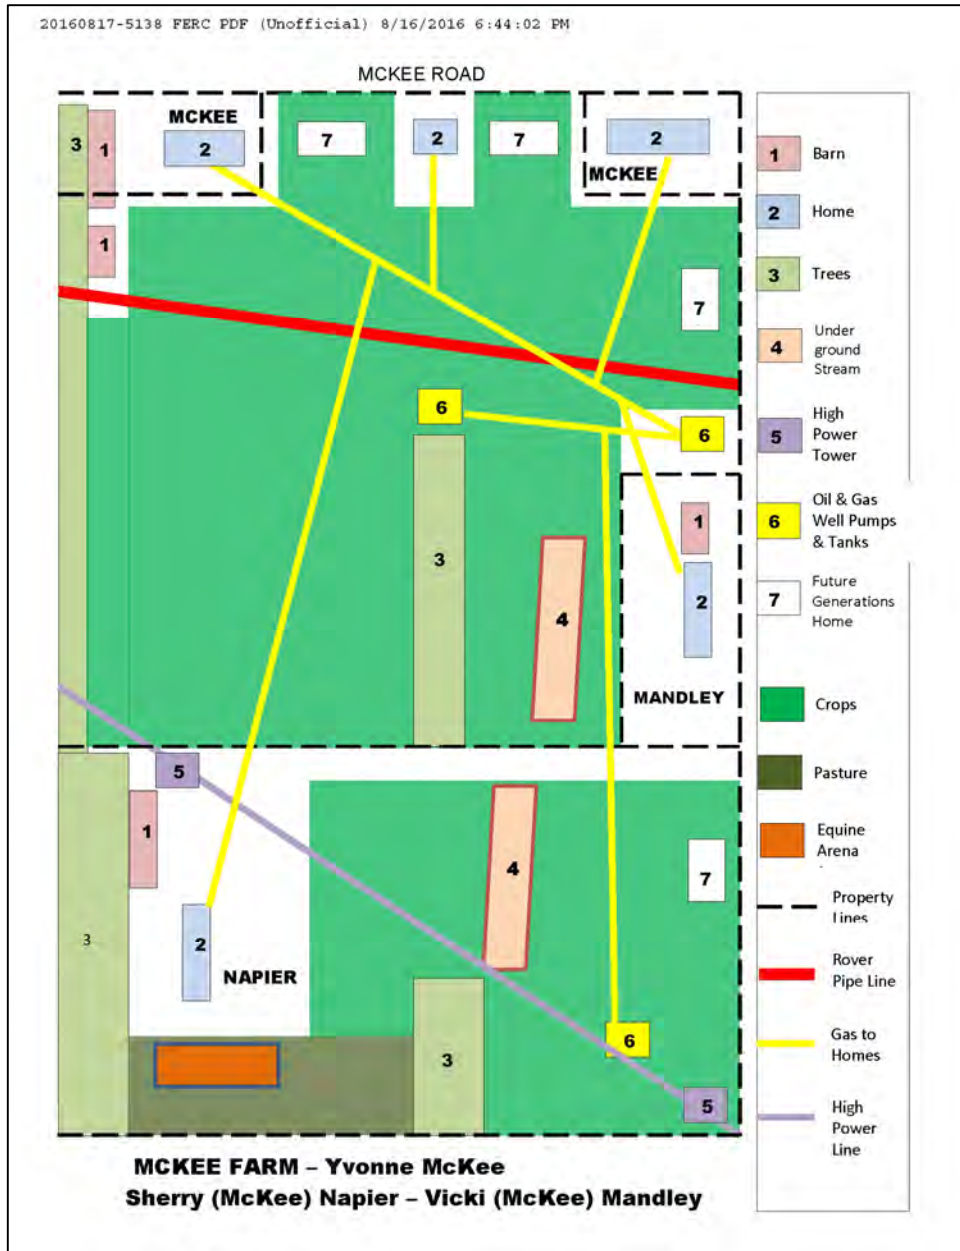 20160817-5138 FERC PDF (Unofficial) 8/16/2016 6:44:02 PM
MCKEE ROAD
MCKEE
3
1
2
7
2
7
2
MCKEE
1
7
6
6
3
4
1
2
MANDLEY
5
1
4
7
3
2
NAPIER
6
3
5
1 Barn
2 Home
3 Trees
4 Under
ground
Stream
5 High
Power
Tower
6 Oil & Gas
Well Pumps
& Tanks
7 Future
Generations
Home
Crops
Pasture
Equine
Arena
Property
Lines
Rover
Pipe Line
Gas to
Homes
High
Power
Line
MCKEE FARM – Yvonne McKee
Sherry (McKee) Napier – Vicki (McKee) Mandley